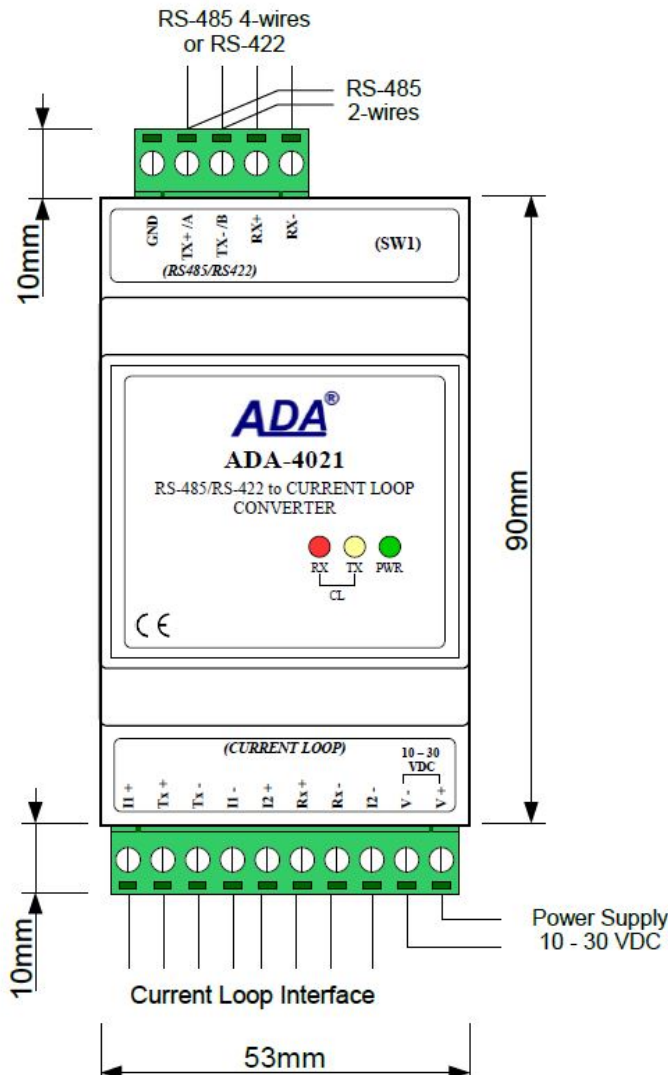 RS-485 4-wires
or RS-422
RS-485
2-wires
10mm
GND
TX+ /A
TX- /B
RX+
RX-
(SW1)
(RS485/RS422)
ADA®
ADA-4021
RS-485/RS-422 to CURRENT LOOP
CONVERTER
RX TX PWR
CL
CE
90mm
(CURRENT LOOP)
10 – 30
VDC
I1 +
Tx +
Tx -
I1 -
I2 +
Rx +
Rx -
I2 -
V -
V +
10mm
Power Supply
10 - 30 VDC
Current Loop Interface
53mm